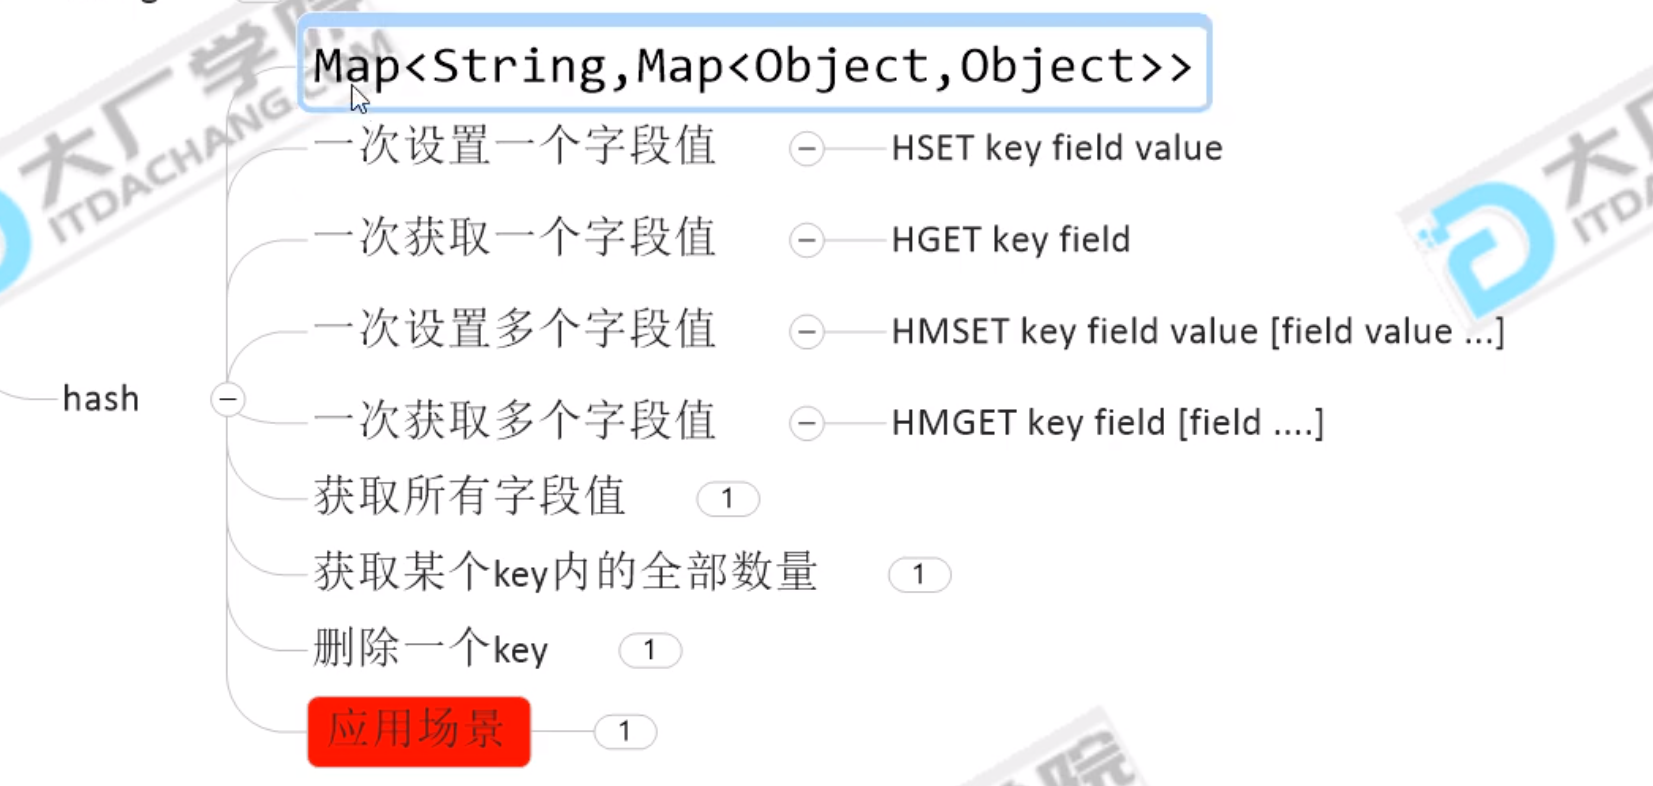 Map<String,Map<Object,Object>>
一次设置一个字段值 HSET key field value
一次获取一个字段值 HGET key field
一次设置多个字段值 HMSET key field value [field value ...]
hash
一次获取多个字段值 HMGET key field [field ....]
获取所有字段值 1
获取某个key内的全部数量 1
删除一个key 1
应用场景 1
大厂学院
ITDACHANG.COM
大厂
ITDA
院